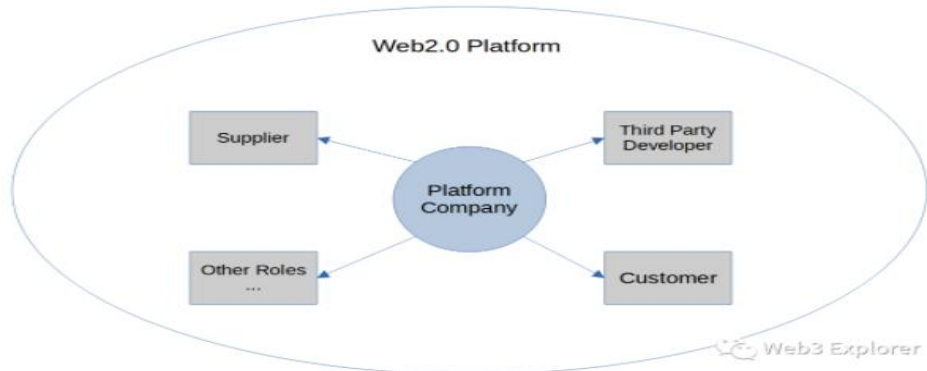 Web2.0 Platform
Supplier
Third Party
Developer
Platform
Company
Other Roles
...
Customer
Web3 Explorer